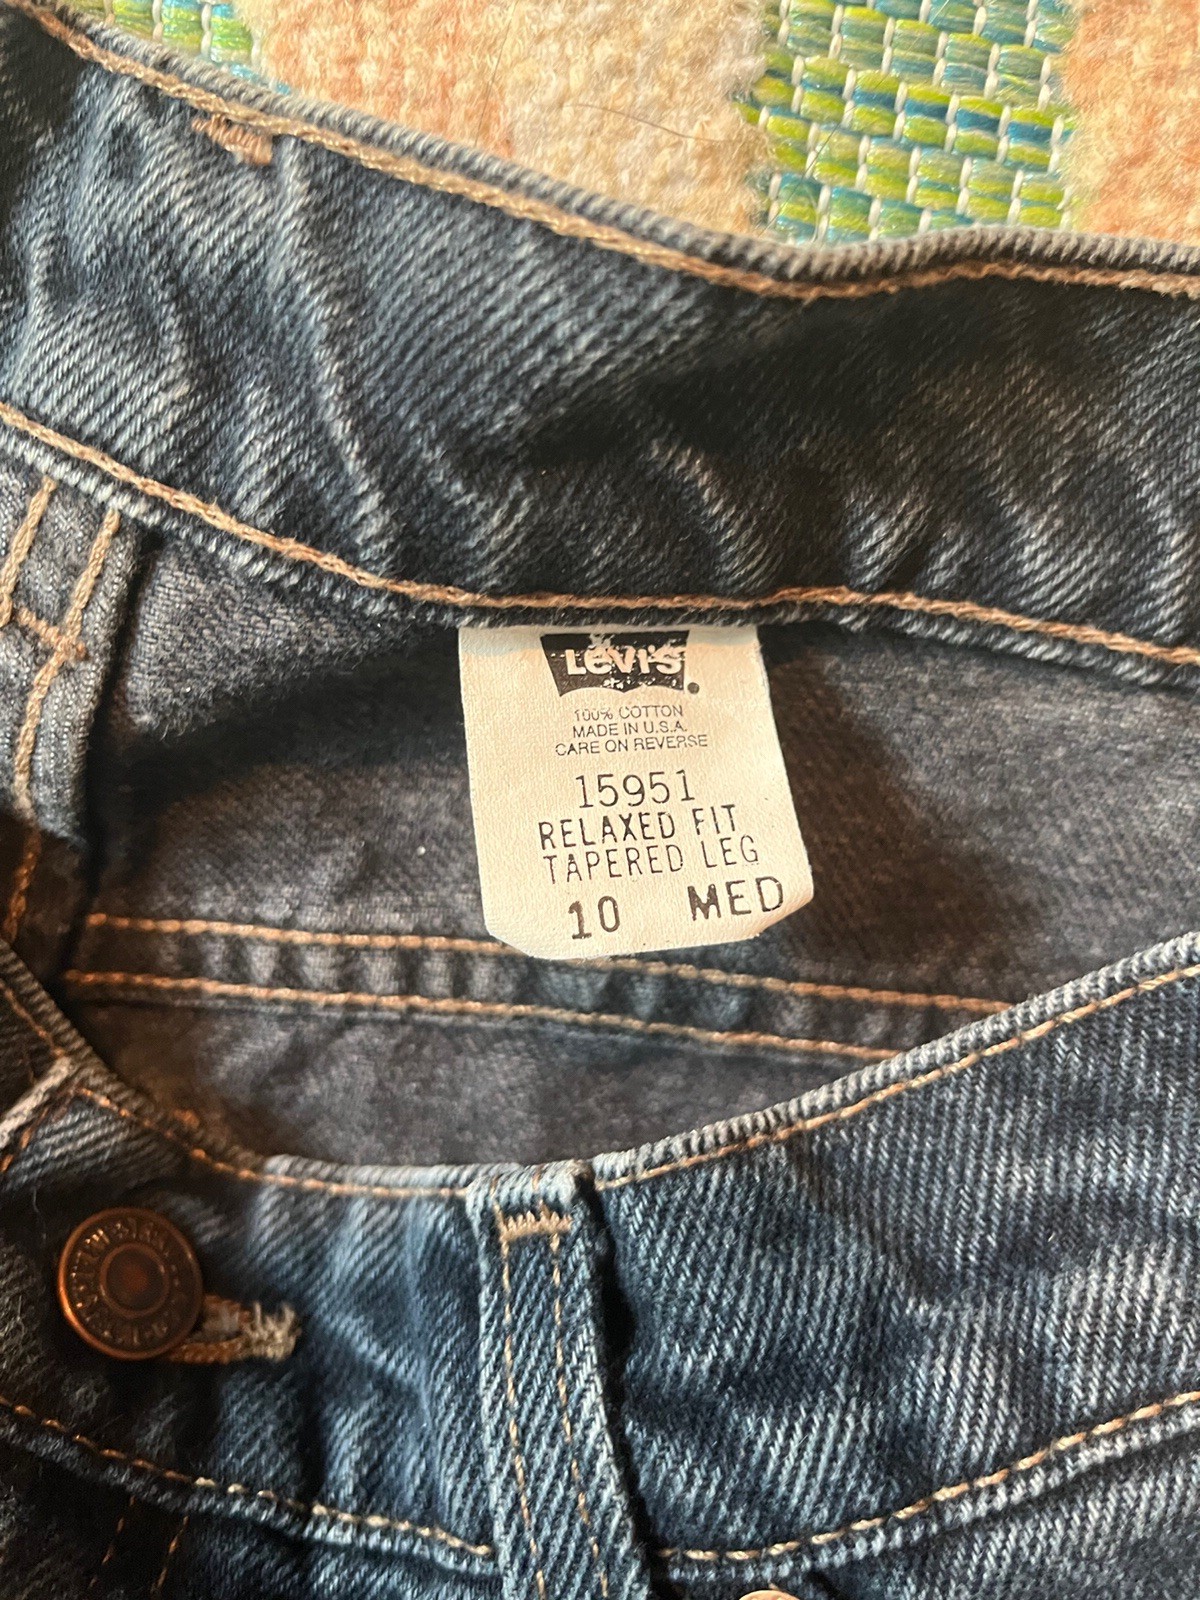 LEVI'S
100% COTTON
MADE IN U.S.A.
CARE ON REVERSE
15951
RELAXED FIT
TAPERED LEG
10 MED